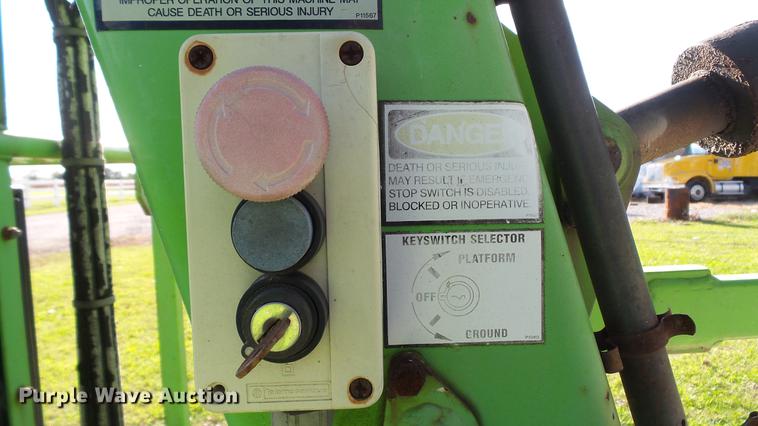 IMPROPER OPERATION OF THIS MACHINE MAY
CAUSE DEATH OR SERIOUS INJURY
P11567
DANGER
DEATH OR SERIOUS INJURY
MAY RESULT IF EMERGENCY
STOP SWITCH IS DISABLED,
BLOCKED OR INOPERATIVE.
KEYSWITCH SELECTOR
PLATFORM
OFF
GROUND
Purple Wave Auction